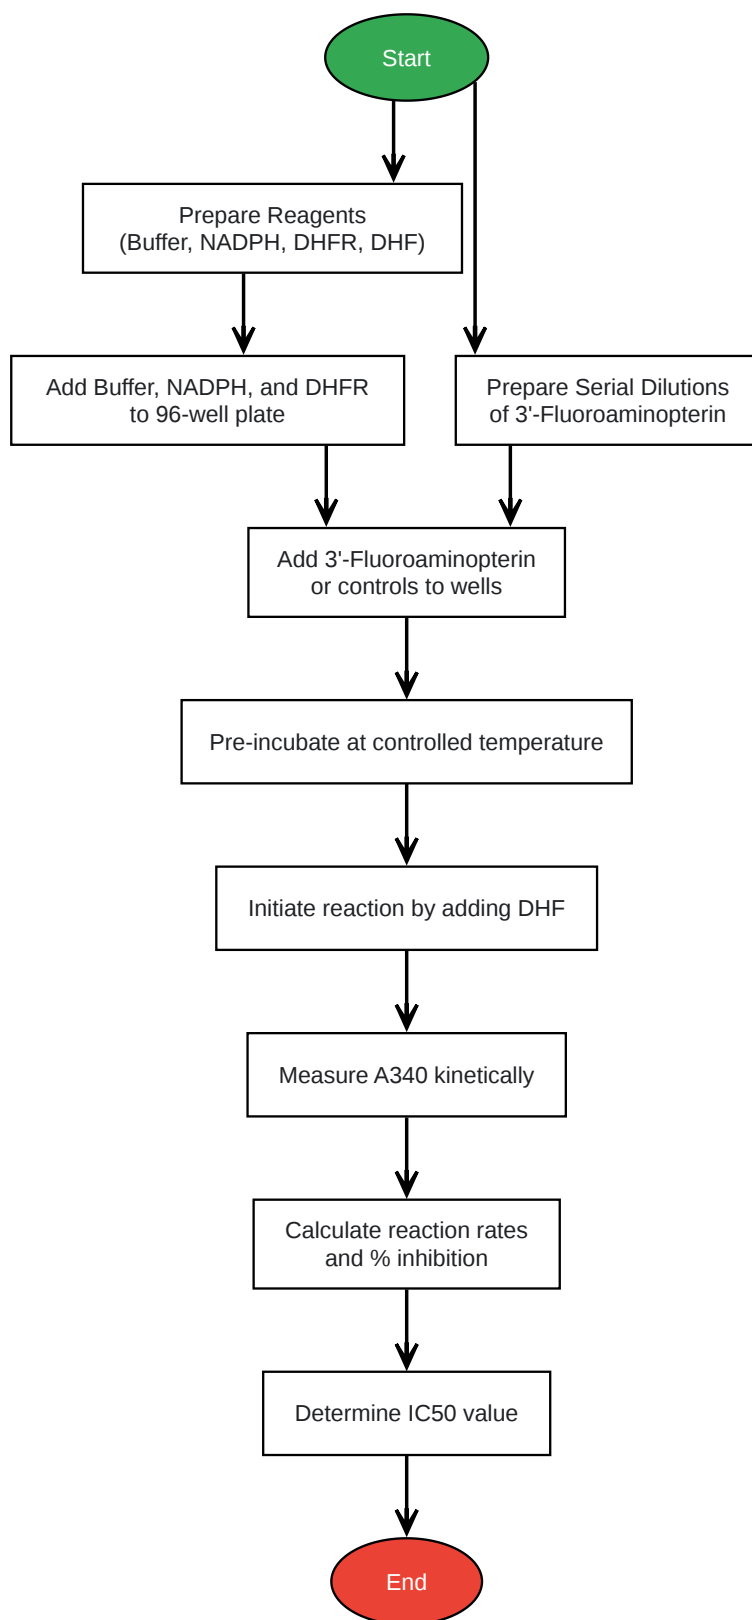 Start
Prepare Reagents
(Buffer, NADPH, DHFR, DHF)
Add Buffer, NADPH, and DHFR
to 96-well plate
Prepare Serial Dilutions
of 3'-Fluoroaminopterin
Add 3'-Fluoroaminopterin
or controls to wells
Pre-incubate at controlled temperature
Initiate reaction by adding DHF
Measure A340 kinetically
Calculate reaction rates
and % inhibition
Determine IC50 value
End